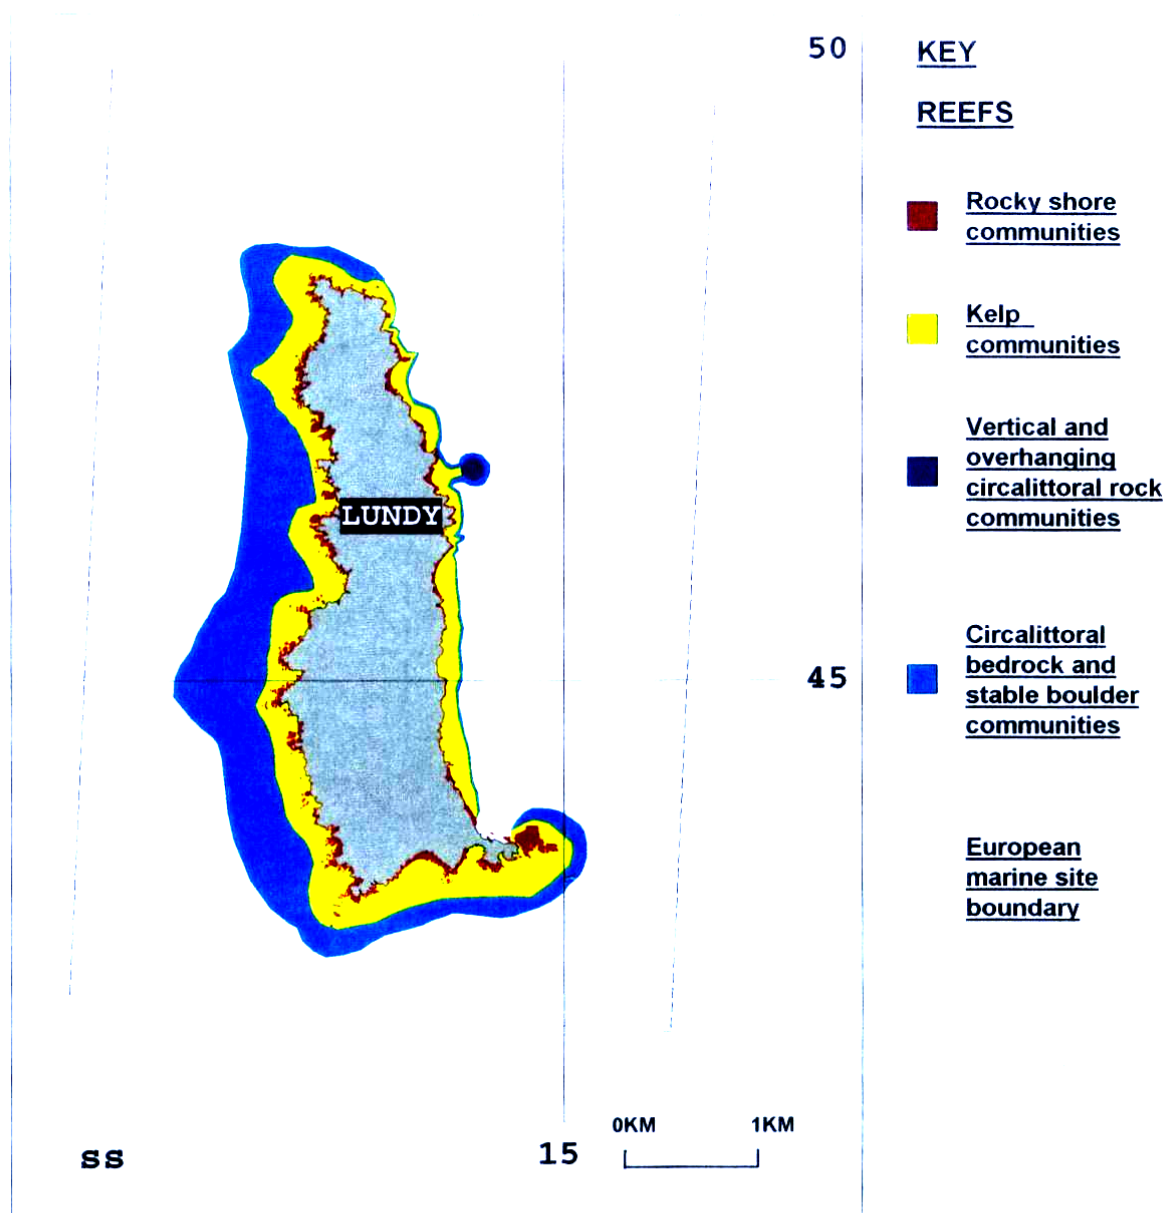 50
KEY
REEFS
Rocky shore
communities
Kelp
communities
Vertical and
overhanging
circalittoral rock
communities
LUNDY
Circalittoral
bedrock and
stable boulder
communities
45
European
marine site
boundary
0KM 1KM
ss
15